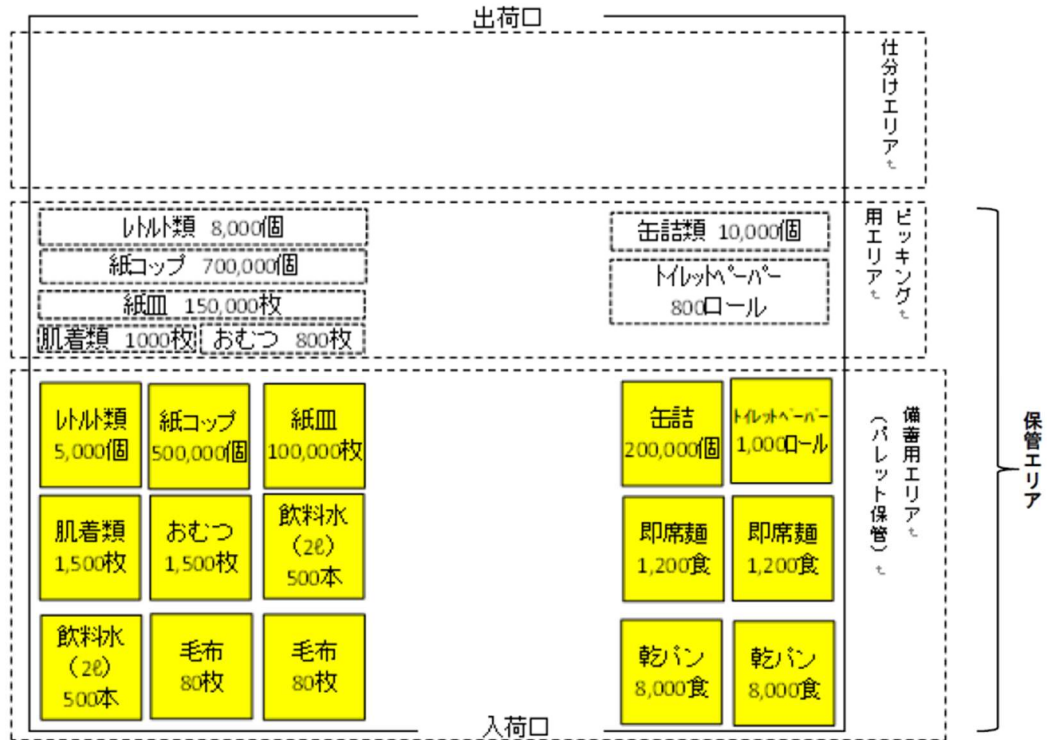 出荷口
仕分けエリア
レトルト類 8,000個
紙コップ 700,000個
紙皿 150,000枚
肌着類 1000枚
おむつ 800枚
缶詰類 10,000個
トイレットペーパー
800ロール
ピッキング
用エリア
レトルト類
5,000個
紙コップ
500,000個
紙皿
100,000枚
缶詰
200,000個
トイレットペーパー
1,000ロール
肌着類
1,500枚
おむつ
1,500枚
飲料水
(2ℓ)
500本
即席麺
1,200食
即席麺
1,200食
飲料水
(2ℓ)
500本
毛布
80枚
毛布
80枚
乾パン
8,000食
乾パン
8,000食
備蓄用エリア
(パレット保管)
保管エリア
入荷口